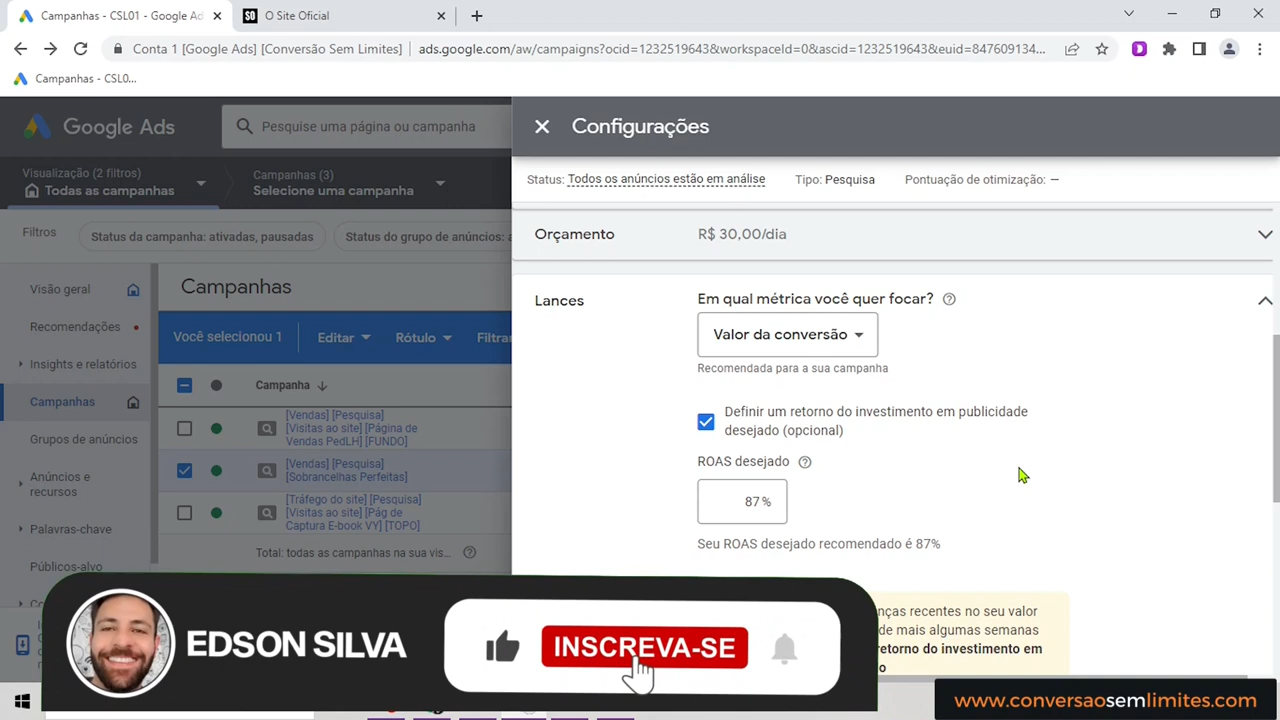 Campanhas - CSL01 - Google Ad
O Site Oficial
Conta 1 [Google Ads] [Conversão Sem Limites]
ads.google.com/aw/campaigns?ocid=1232519643&workspaceId=0&ascid=1232519643&euid=847609134...
Campanhas - CSL0...
Google Ads
Pesquise uma página ou campanha
Configurações
Visualização (2 filtros)
Todas as campanhas
Campanhas (3)
Selecione uma campanha
Status: Todos os anúncios estão em análise
Tipo: Pesquisa
Pontuação de otimização: —
Filtros
Status da campanha: ativadas, pausadas
Status do grupo de anúncios: a
Orçamento
R$ 30,00/dia
Visão geral
Recomendações
Insights e relatórios
Campanhas
Grupos de anúncios
Anúncios e
recursos
Palavras-chave
Públicos-alvo
Campanhas
Você selecionou 1
Editar
Rótulo
Filtrar
Campanha
[Vendas] [Pesquisa]
[Visitas ao site] [Página de
Vendas PedLH] [FUNDO]
[Vendas] [Pesquisa]
[Sobrancelhas Perfeitas]
[Tráfego do site] [Pesquisa]
[Visitas ao site] [Pág de
Captura E-book VY] [TOPO]
Total: todas as campanhas na sua vis...
Lances
Em qual métrica você quer focar?
Valor da conversão
Recomendada para a sua campanha
Definir um retorno do investimento em publicidade
desejado (opcional)
ROAS desejado
87%
Seu ROAS desejado recomendado é 87%
nças recentes no seu valor
de mais algumas semanas
retorno do investimento em
o
EDSON SILVA
INSCREVA-SE
www.conversaosemlimites.com